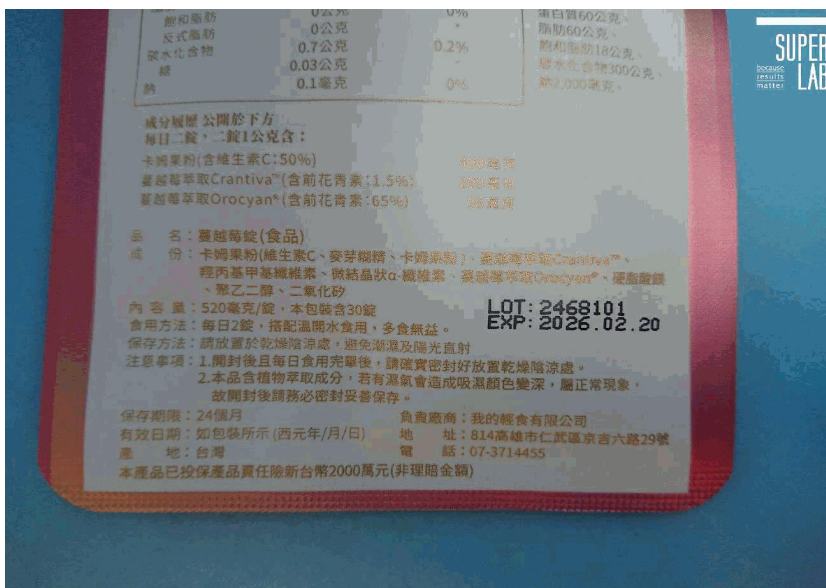 0公克 0% 蛋白質60公克、
飽和脂肪 0公克 脂肪60公克、
反式脂肪 0公克 飽和脂肪18公克、
碳水化合物 0.7公克 0.2% 碳水化合物300公克、
糖 0.03公克
鈉 0.1毫克 0% 鈉2,000毫克。
成分履歷 公開於下方
每日二錠,二錠1公克含:
卡姆果粉(含維生素C:50%)
蔓越莓萃取Crantiva™(含前花青素:1.5%)
蔓越莓萃取Orocyan®(含前花青素:65%)
品 名:蔓越莓錠(食品)
成 份:卡姆果粉(維生素C、麥芽糊精、卡姆果粉)、蔓越莓萃取Crantiva™、
羥丙基甲基纖維素、微結晶狀α-纖維素、蔓越莓萃取Orocyan®、硬脂酸鎂
、聚乙二醇、二氧化矽
內 容 量:520毫克/錠,本包裝含30錠
LOT: 2468101
EXP: 2026.02.20
食用方法:每日2錠,搭配溫開水食用,多食無益。
保存方法:請放置於乾燥陰涼處,避免潮濕及陽光直射
注意事項:1.開封後且每日食用完畢後,請確實密封好放置乾燥陰涼處。
2.本品含植物萃取成分,若有濕氣會造成吸濕顏色變深,屬正常現象,
故開封後請務必密封妥善保存。
保存期限:24個月
有效日期:如包裝所示(西元年/月/日)
產 地:台灣
負責廠商:我的輕食有限公司
地 址:814高雄市仁武區京吉六路29號
電 話:07-3714455
本產品已投保產品責任險新台幣2000萬元(非理賠金額)
SUPER
LAB
because
results
matter